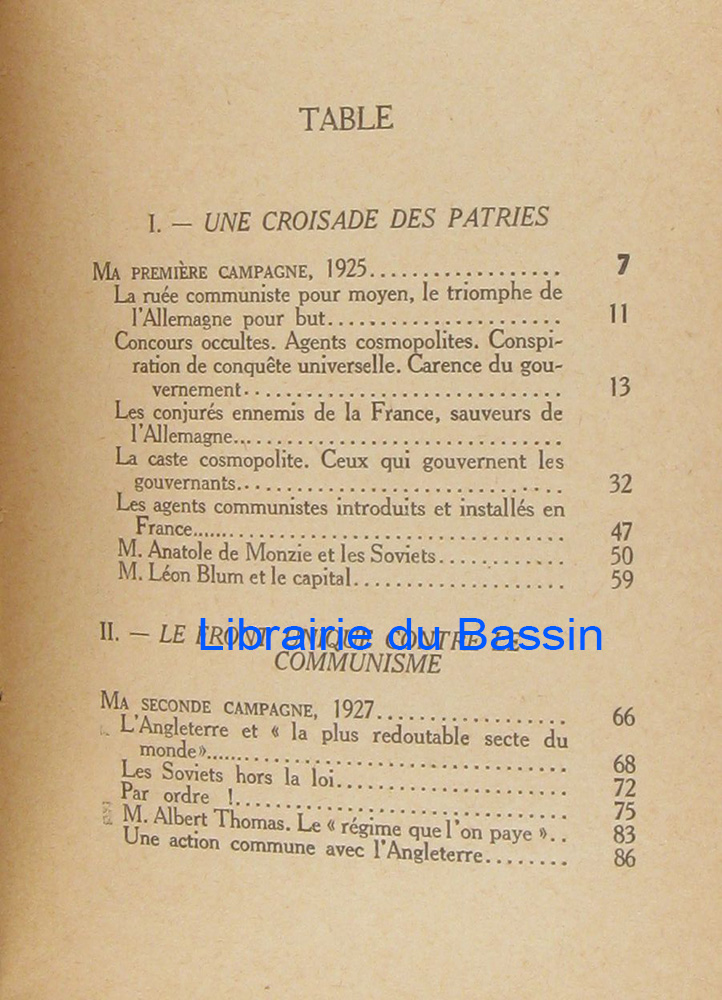 TABLE
I. — UNE CROISADE DES PATRIES
MA PREMIÈRE CAMPAGNE, 1925.................. 7
La ruée communiste pour moyen, le triomphe de
l'Allemagne pour but...................... 11
Concours occultes. Agents cosmopolites. Conspi-
ration de conquête universelle. Carence du gou-
vernement.............................. 13
Les conjurés ennemis de la France, sauveurs de
l'Allemagne................................
La caste cosmopolite. Ceux qui gouvernent les
gouvernants............................... 32
Les agents communistes introduits et installés en
France.................................... 47
M. Anatole de Monzie et les Soviets............ 50
M. Léon Blum et le capital.................... 59
II. — LE FRONT UNIQUE CONTRE LE
Librairie du Bassin
COMMUNISME
MA SECONDE CAMPAGNE, 1927.................. 66
L'Angleterre et « la plus redoutable secte du
monde».................................. 68
Les Soviets hors la loi...................... 72
Par ordre !................................ 75
M. Albert Thomas. Le « régime que l'on paye ».. 83
Une action commune avec l'Angleterre........ 86